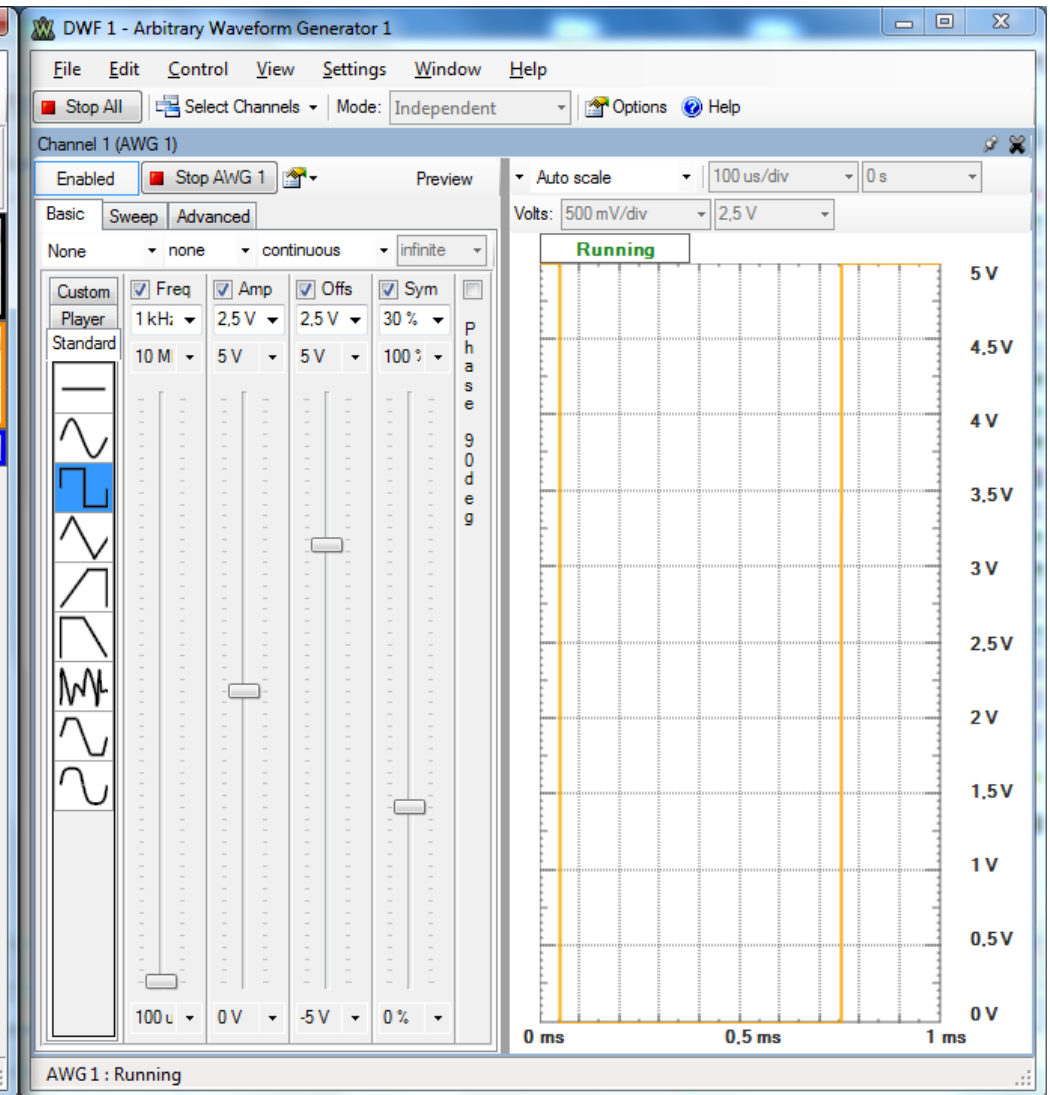 DWF 1 - Arbitrary Waveform Generator 1
File Edit Control View Settings Window Help
Stop All Select Channels Mode: Independent Options Help
Channel 1 (AWG 1)
Enabled Stop AWG 1 Preview
Auto scale 100 us/div 0 s
Basic Sweep Advanced
Volts: 500 mV/div 2,5 V
None none continuous infinite
Running
Custom Freq Amp Offs Sym
Player 1 kHz 2,5 V 2,5 V 30 %
Standard
10 M 5 V 5 V 100 %
Phase 90deg
100 u 0 V -5 V 0 %
5 V
4,5 V
4 V
3,5 V
3 V
2,5 V
2 V
1,5 V
1 V
0,5 V
0 V
0 ms 0,5 ms 1 ms
AWG 1 : Running